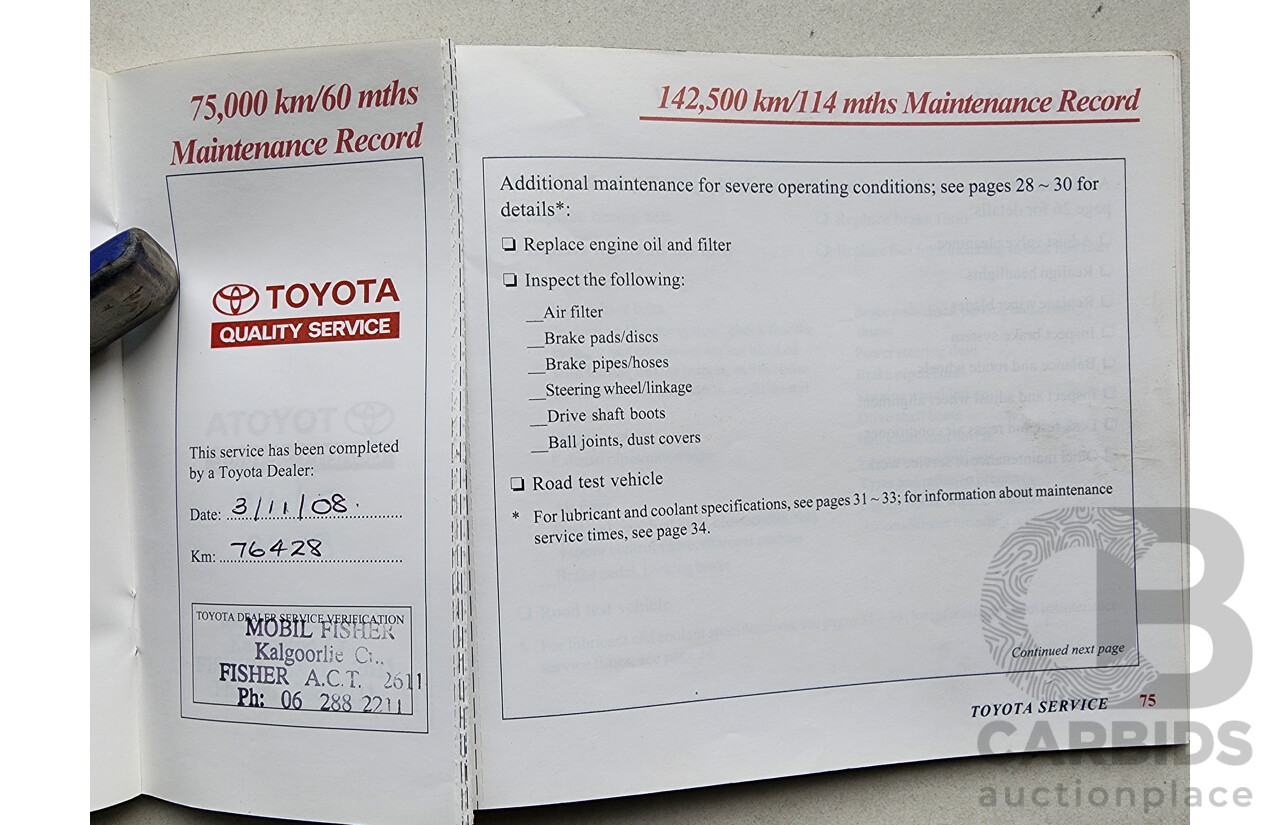 75,000 km/60 mths
Maintenance Record
TOYOTA
QUALITY SERVICE
This service has been completed
by a Toyota Dealer:
Date: 3/11/08.
Km: 76428
TOYOTA DEALER SERVICE VERIFICATION
MOBIL FISHER
Kalgoorlie
FISHER A.C.T. 2611
Ph: 06 288 2211
142,500 km/114 mths Maintenance Record
Additional maintenance for severe operating conditions; see pages 28 ~ 30 for
details*:
❏ Replace engine oil and filter
❏ Inspect the following:
__Air filter
__Brake pads/discs
__Brake pipes/hoses
__Steering wheel/linkage
__Drive shaft boots
__Ball joints, dust covers
❏ Road test vehicle
* For lubricant and coolant specifications, see pages 31 ~ 33; for information about maintenance
service times, see page 34.
Continued next page
TOYOTA SERVICE 75
CB
CARBIDS
auctionplace